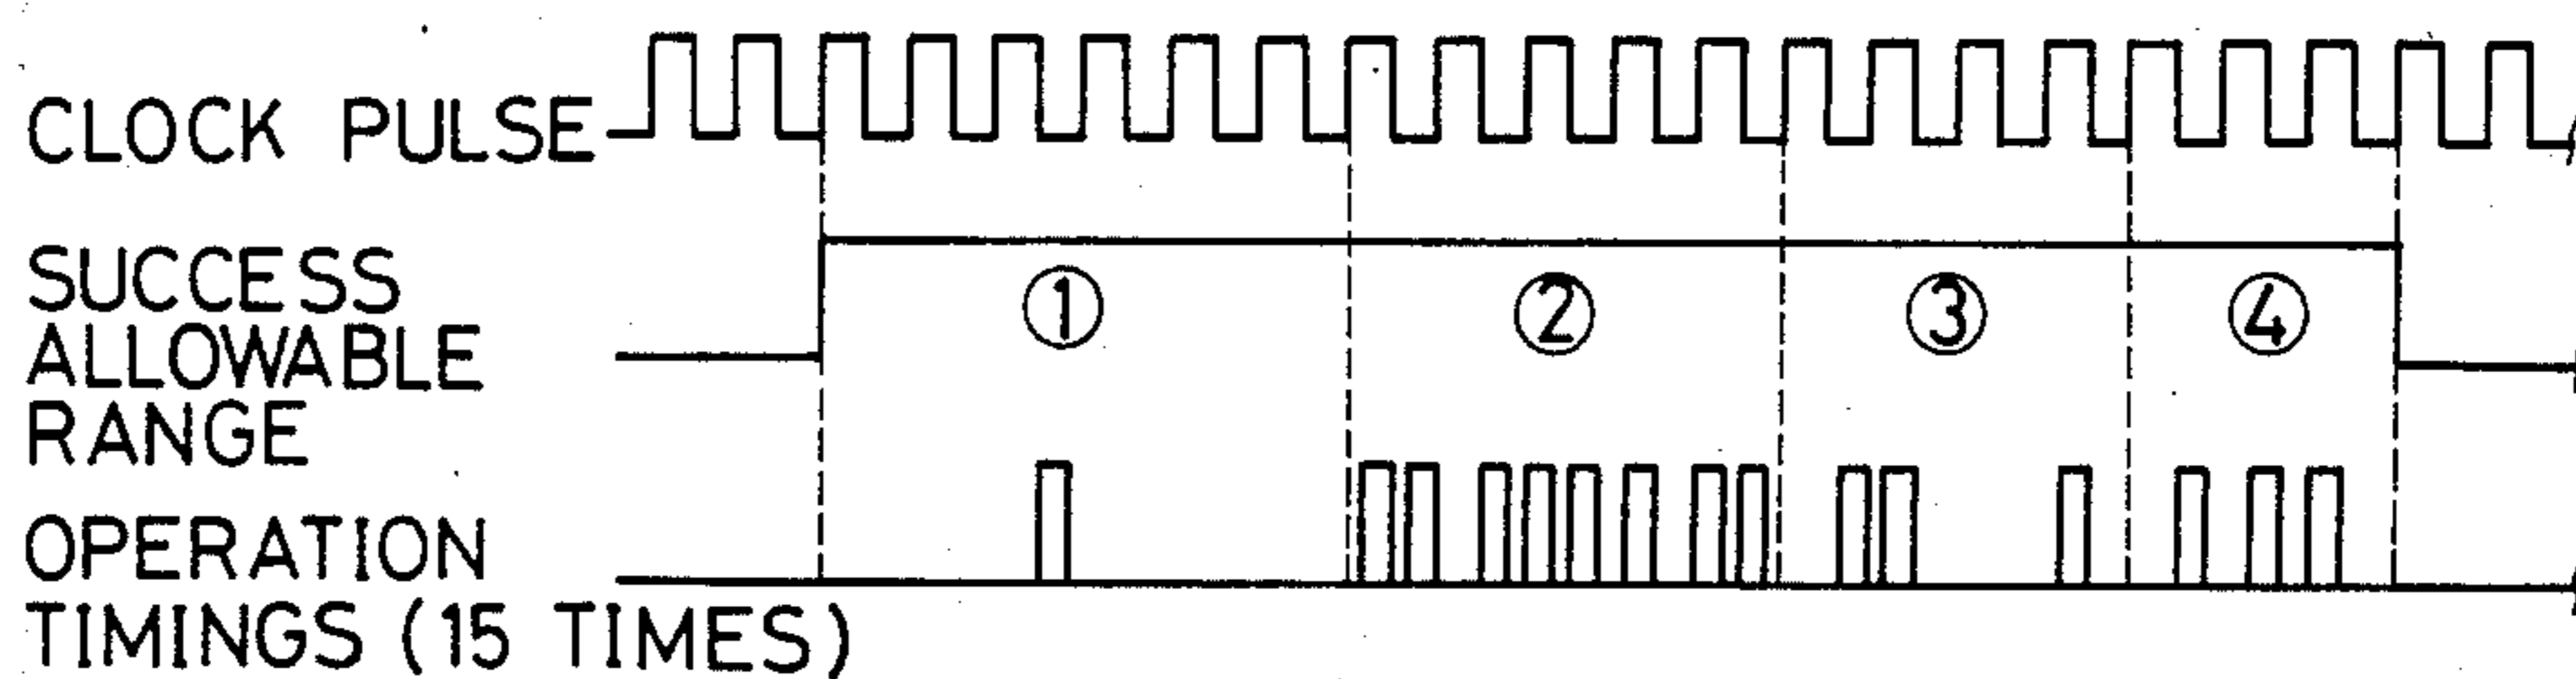 CLOCK PULSE
SUCCESS
ALLOWABLE
RANGE
① ② ③ ④
OPERATION
TIMINGS (15 TIMES)